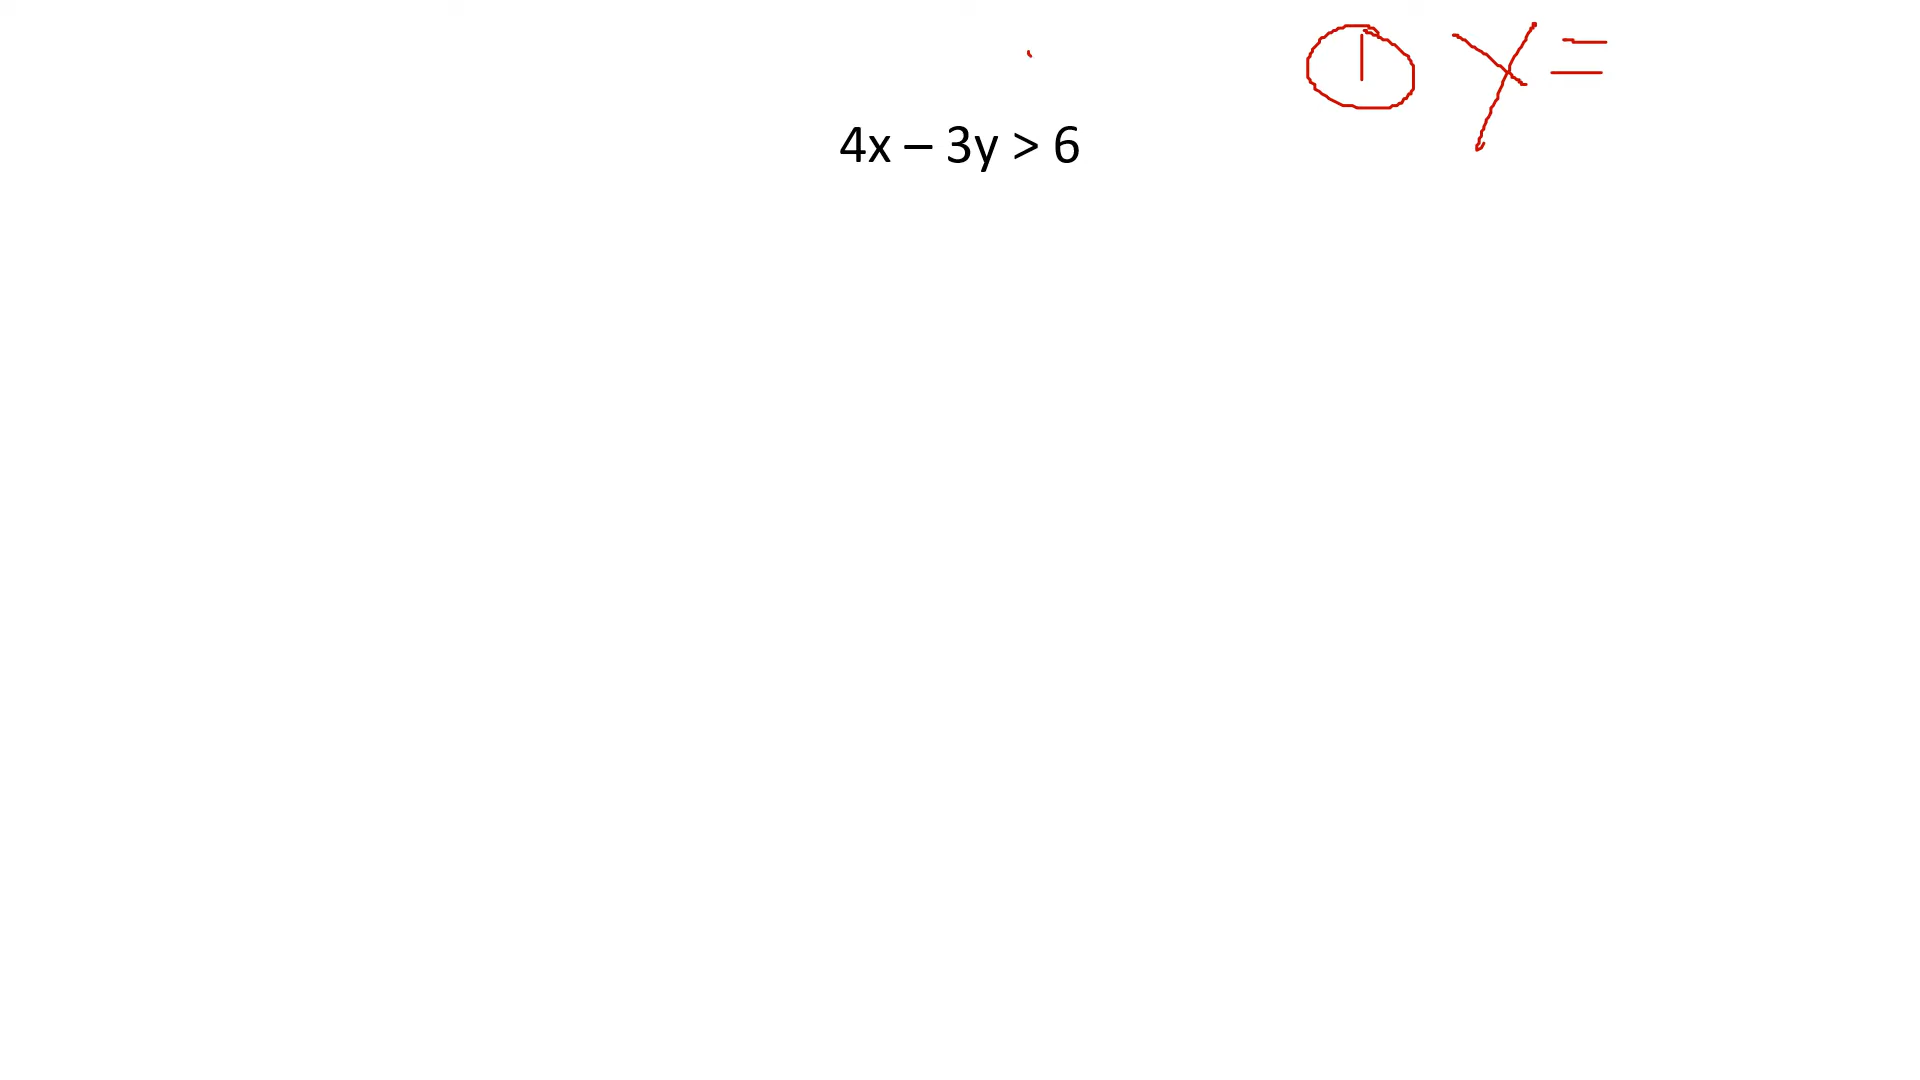 ① y =
4x – 3y > 6